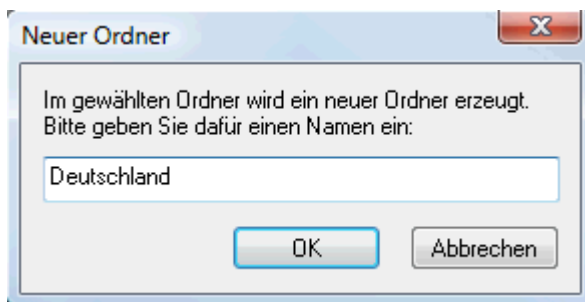 Neuer Ordner
Im gewählten Ordner wird ein neuer Ordner erzeugt.
Bitte geben Sie dafür einen Namen ein:
Deutschland
OK
Abbrechen